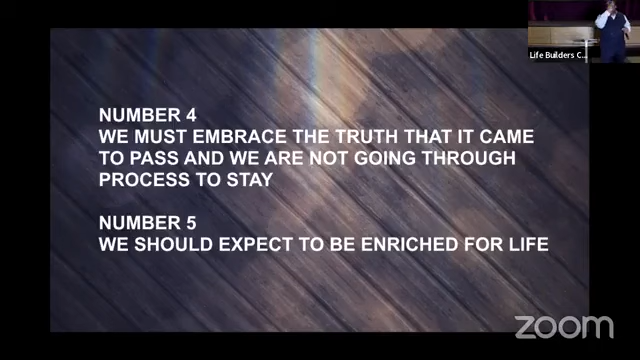 Life Builders C...
NUMBER 4
WE MUST EMBRACE THE TRUTH THAT IT CAME
TO PASS AND WE ARE NOT GOING THROUGH
PROCESS TO STAY
NUMBER 5
WE SHOULD EXPECT TO BE ENRICHED FOR LIFE
zoom